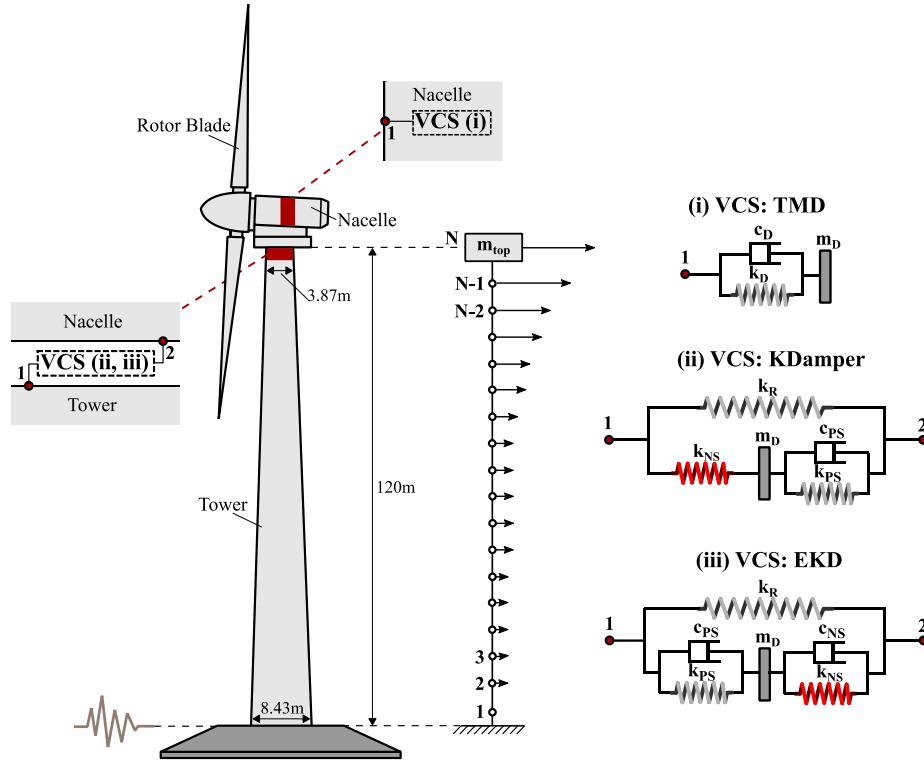 Rotor Blade
Nacelle
1
VCS (i)
Nacelle
N
m_top
N-1
N-2
3.87m
Nacelle
2
VCS (ii, iii)
1
Tower
Tower
120m
8.43m
3
2
1
(i) VCS: TMD
c_D
m_D
1
k_D
(ii) VCS: KDamper
k_R
1
2
m_D
c_PS
k_NS
k_PS
(iii) VCS: EKD
k_R
1
2
c_PS
m_D
c_NS
k_PS
k_NS